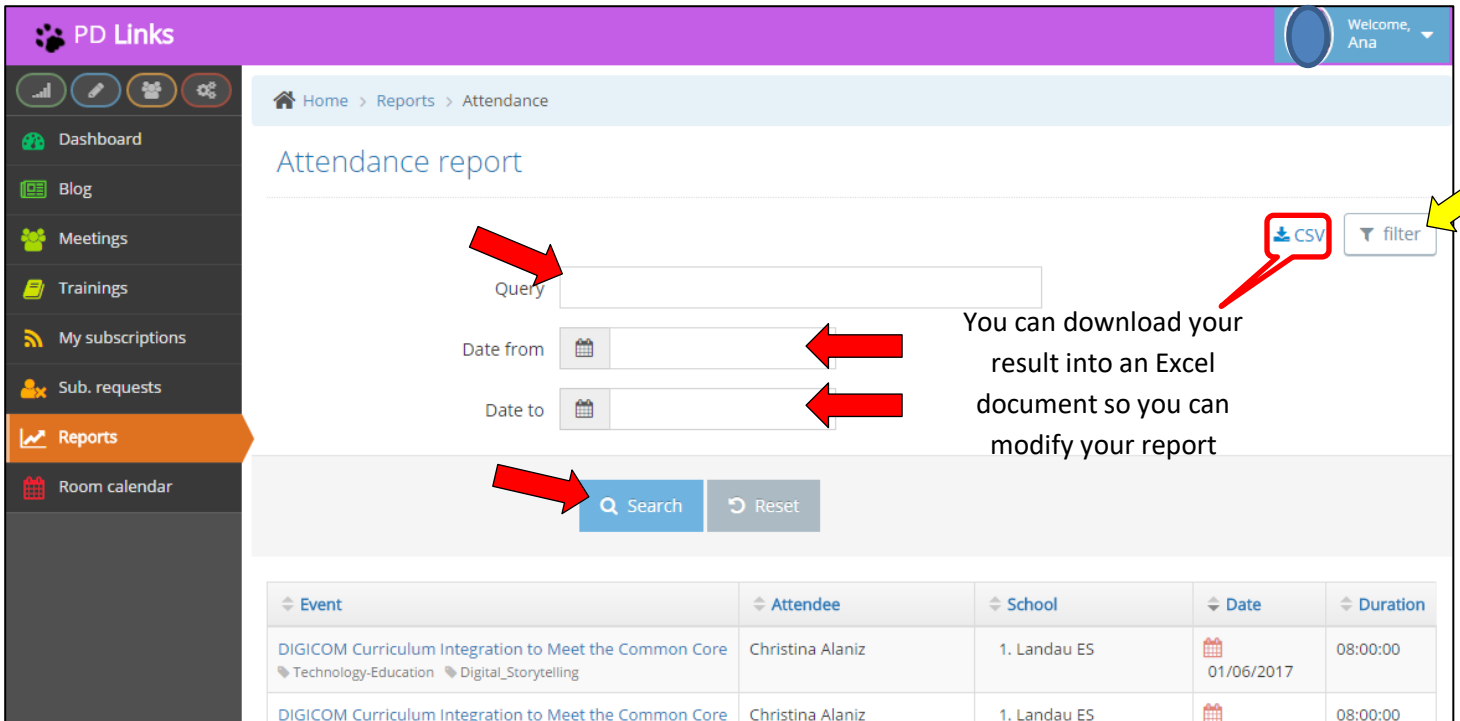 PD Links
Welcome,
Ana
Home > Reports > Attendance
Dashboard
Blog
Meetings
Trainings
My subscriptions
Sub. requests
Reports
Room calendar
Attendance report
CSV
filter
Query
Date from
Date to
You can download your
result into an Excel
document so you can
modify your report
Search
Reset
Event Attendee School Date Duration
DIGICOM Curriculum Integration to Meet the Common Core Christina Alaniz 1. Landau ES 01/06/2017 08:00:00
Technology-Education Digital_Storytelling
DIGICOM Curriculum Integration to Meet the Common Core Christina Alaniz 1. Landau ES 08:00:00